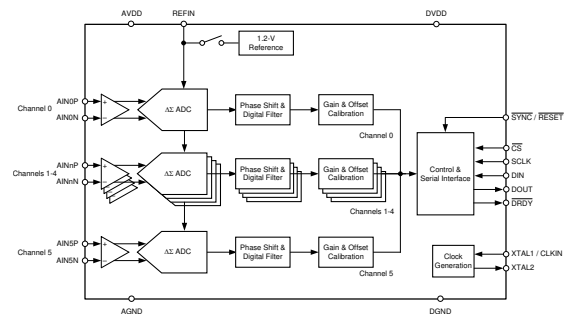 AVDD
REFIN
DVDD
1.2-V
Reference
Channel 0
AIN0P
AIN0N
+
−
ΔΣ ADC
Phase Shift &
Digital Filter
Gain & Offset
Calibration
Channel 0
SYNC / RESET
Channels 1-4
AINnP
AINnN
+
−
ΔΣ ADC
Phase Shift &
Digital Filter
Gain & Offset
Calibration
Channels 1-4
Control &
Serial Interface
CS
SCLK
DIN
DOUT
DRDY
Channel 5
AIN5P
AIN5N
+
−
ΔΣ ADC
Phase Shift &
Digital Filter
Gain & Offset
Calibration
Channel 5
Clock
Generation
XTAL1 / CLKIN
XTAL2
AGND
DGND